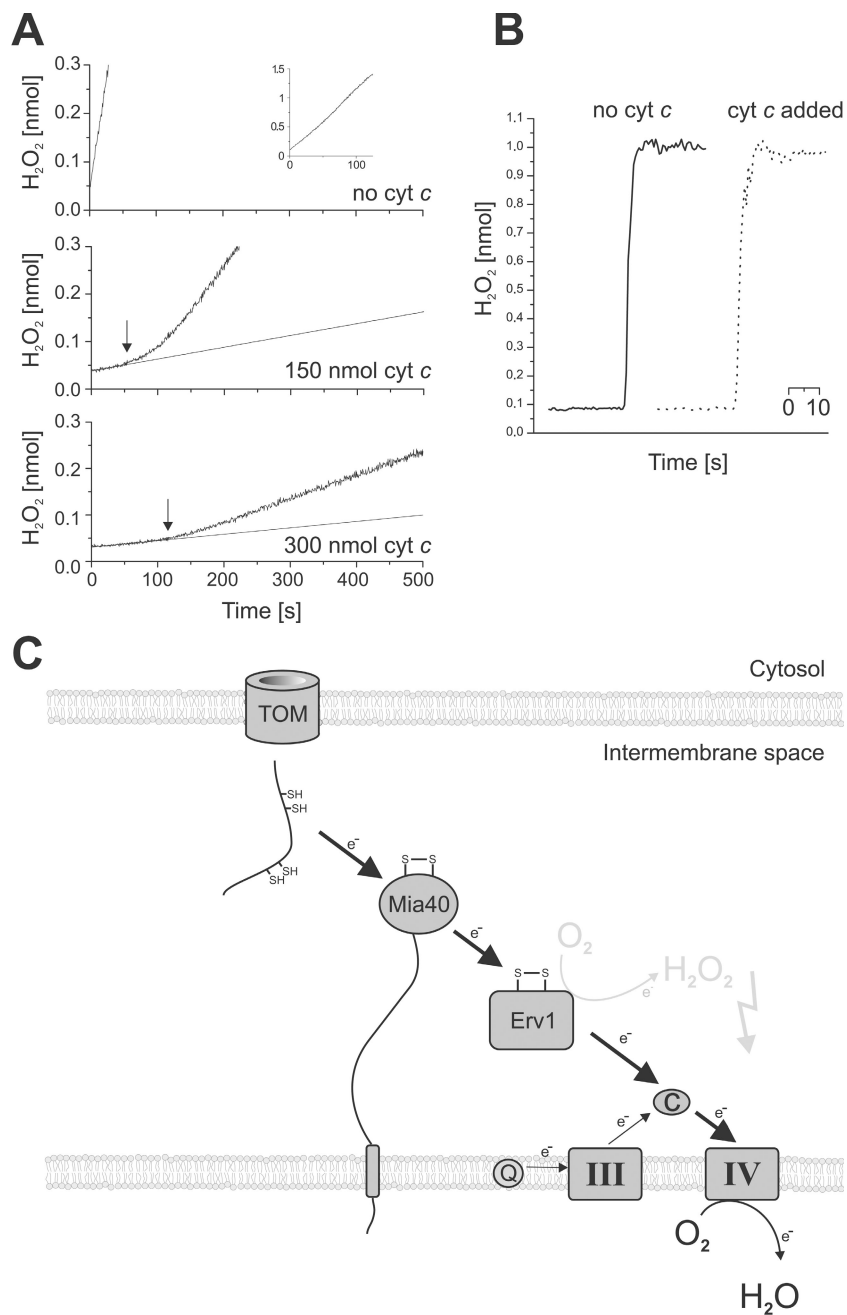 A
H₂O₂ [nmol]
0.3
0.2
0.1
0.0
1.5
1
0.5
0
0 100
no cyt c
H₂O₂ [nmol]
0.3
0.2
0.1
0.0
150 nmol cyt c
H₂O₂ [nmol]
0.3
0.2
0.1
0.0
300 nmol cyt c
0 100 200 300 400 500
Time [s]
B
no cyt c cyt c added
H₂O₂ [nmol]
1,1
1,0
0,9
0,8
0,7
0,6
0,5
0,4
0,3
0,2
0,1
0,0
0 10
Time [s]
C
Cytosol
TOM
Intermembrane space
SH
SH
SH
SH
e⁻
S S
Mia40
e⁻
O₂
H₂O₂
e⁻
S S
Erv1
e⁻
C
e⁻
e⁻
Q
e⁻
III
IV
O₂
e⁻
H₂O